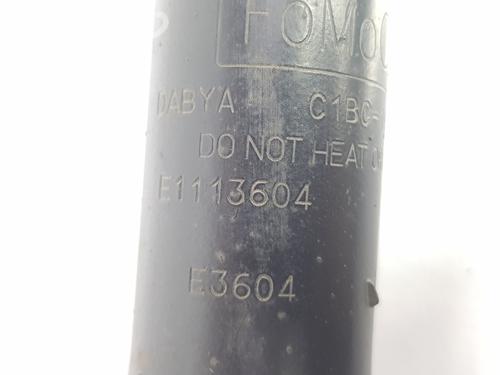 FoMoC
DABYA C1BC-
DO NOT HEAT O
E1113604
E3604